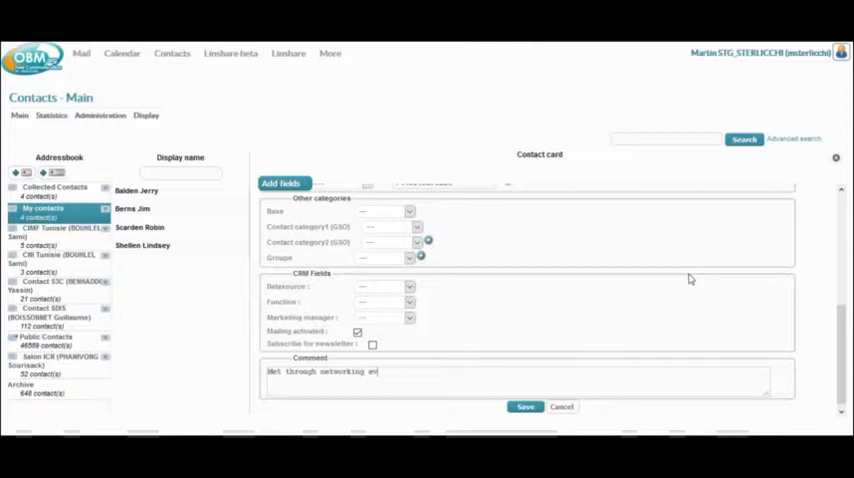 OBM.org
Mail Calendar Contacts Linshare beta Linshare More
Martin STG_STERLICCHI (msterlicchi)
Contacts - Main
Main Statistics Administration Display
Search Advanced search
Addressbook Display name Contact card
Collected Contacts
4 contact(s)
My contacts
4 contact(s)
CIMF Tunisie (BOUHLEL Sami)
5 contact(s)
CNI Tunisie (BOUHLEL Sami)
3 contact(s)
Contact S3C (BENHADDO Yassin)
21 contact(s)
Contact SDIS
(BOISSONNET Guillaume)
112 contact(s)
Public Contacts
46589 contact(s)
Salon ICR (PHANVONG
Sourisack)
52 contact(s)
Archive
648 contact(s)
Balden Jerry
Berns Jim
Scarden Robin
Shellen Lindsey
Add fields
Other categories
Base ---
Contact category1 (GSO) ---
Contact category2 (GSO) ---
Groupe ---
CRM Fields
Datasource : ---
Function : ---
Marketing manager : ---
Mailing activated :
Subscribe for newsletter :
Comment
Met through networking ev
Save Cancel